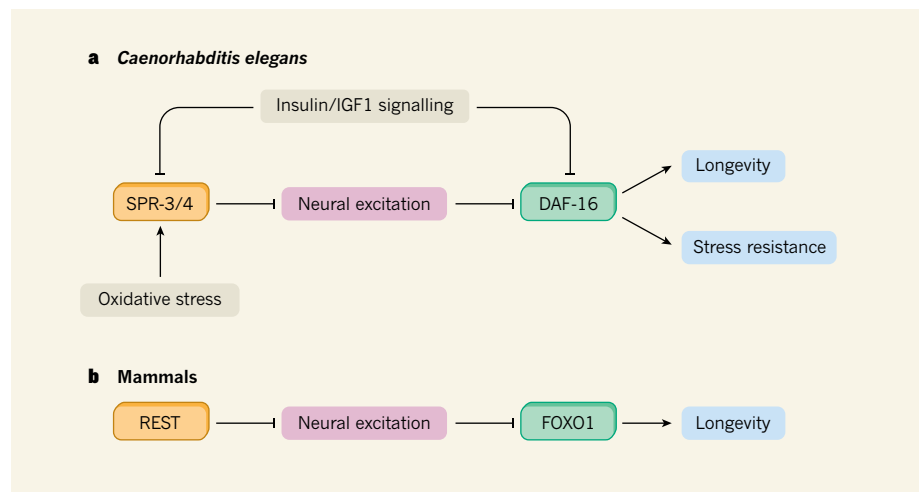 a Caenorhabditis elegans
Insulin/IGF1 signalling
Longevity
SPR-3/4
Neural excitation
DAF-16
Stress resistance
Oxidative stress
b Mammals
REST
Neural excitation
FOXO1
Longevity